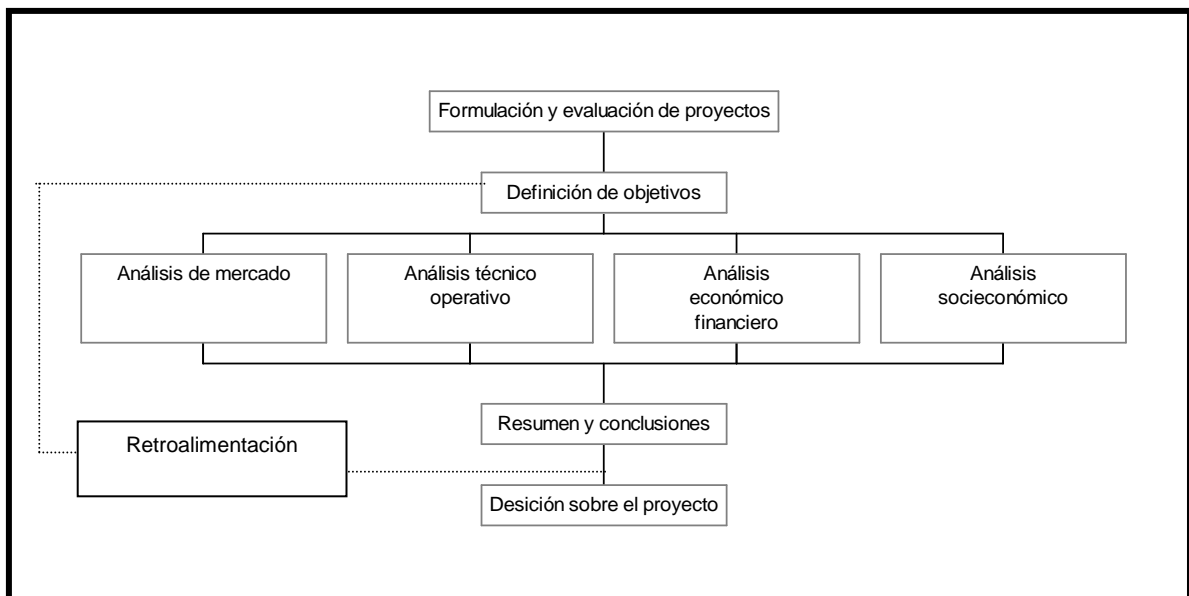 Formulación y evaluación de proyectos
Definición de objetivos
Análisis de mercado
Análisis técnico
operativo
Análisis
económico
financiero
Análisis
socieconómico
Resumen y conclusiones
Retroalimentación
Desición sobre el proyecto